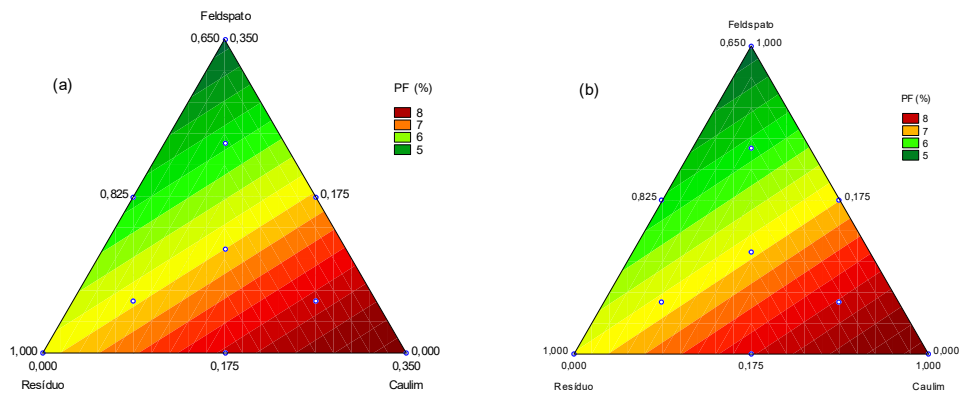 Feldspato
0,650 0,350
(a)
PF (%)
8
7
6
5
0,825
0,175
1,000
0,000
0,000
0,175
0,350
Resíduo
Caulim
Feldspato
0,650 1,000
(b)
PF (%)
8
7
6
5
0,825
0,175
1,000
0,000
0,000
0,175
1,000
Resíduo
Caulim